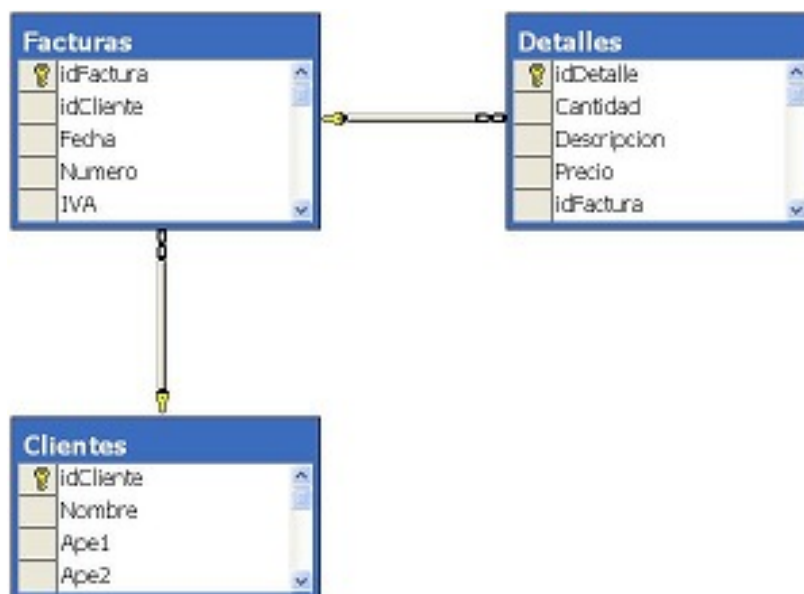 Facturas
idFactura
idCliente
Fecha
Numero
IVA
Detalles
idDetalle
Cantidad
Descripcion
Precio
idFactura
Clientes
idCliente
Nombre
Ape1
Ape2